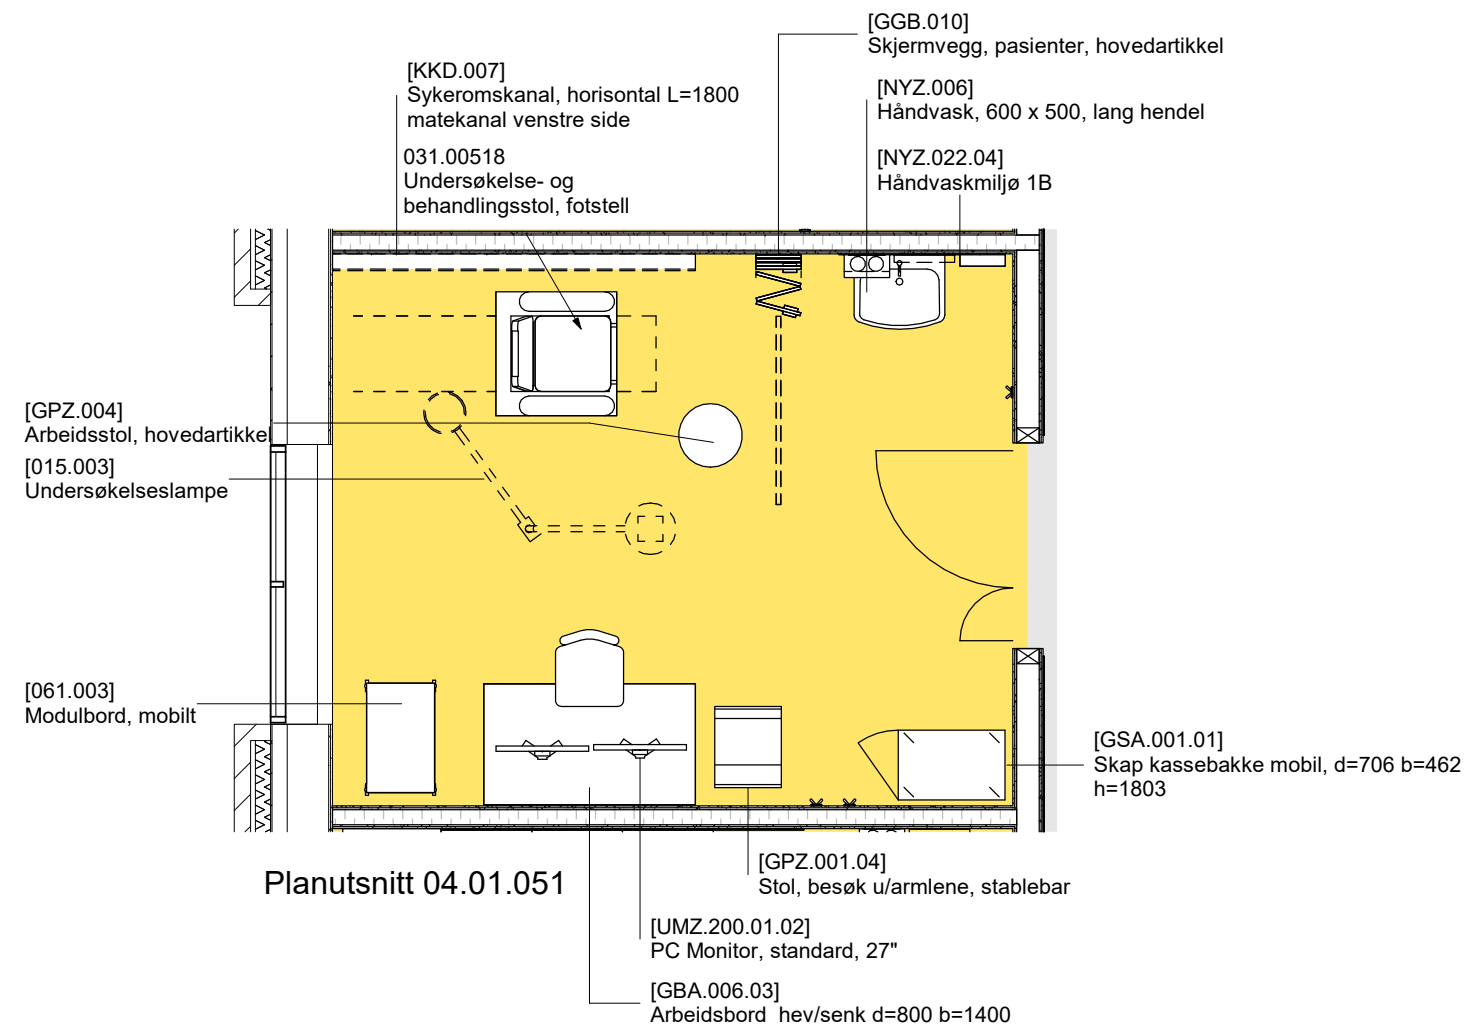 [GGB.010]
Skjermvegg, pasienter, hovedartikkel
[KKD.007]
Sykeromskanal, horisontal L=1800
matekanal venstre side
[NYZ.006]
Håndvask, 600 x 500, lang hendel
031.00518
Undersøkelse- og
behandlingsstol, fotstell
[NYZ.022.04]
Håndvaskmiljø 1B
[GPZ.004]
Arbeidsstol, hovedartikkel
[015.003]
Undersøkelseslampe
[061.003]
Modulbord, mobilt
[GSA.001.01]
Skap kassebakke mobil, d=706 b=462
h=1803
Planutsnitt 04.01.051
[GPZ.001.04]
Stol, besøk u/armlene, stablebar
[UMZ.200.01.02]
PC Monitor, standard, 27"
[GBA.006.03]
Arbeidsbord hev/senk d=800 b=1400